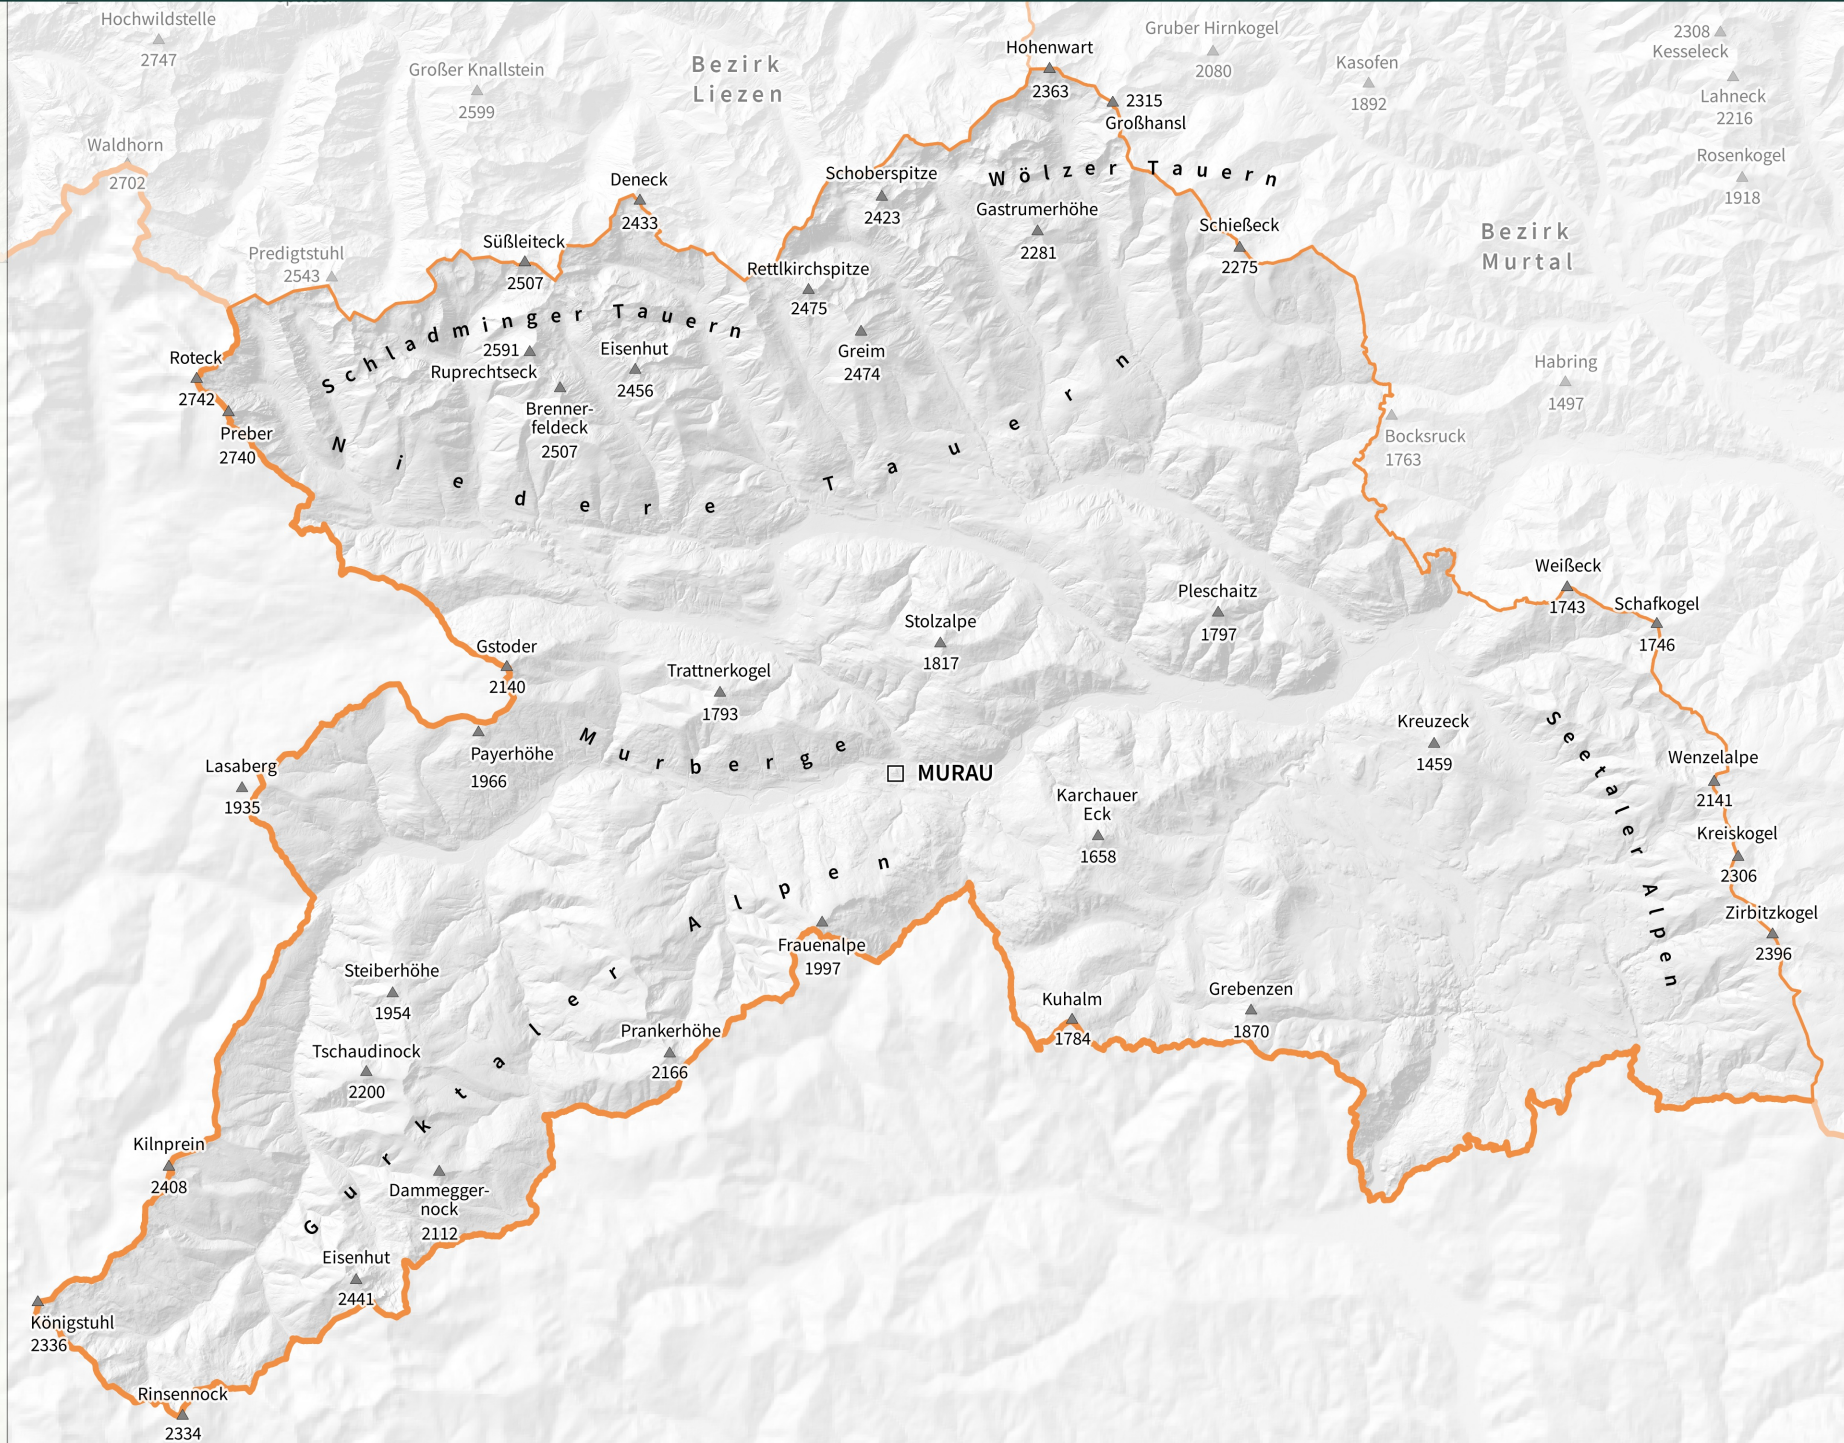 Hochwildstelle
2747
Großer Knallstein
2599
Bezirk
Liezen
Hohenwart
2363
2315
Großhansl
Gruber Hirnkogel
2080
Kasofen
1892
2308
Kesseleck
Lahneck
2216
Rosenkogel
1918
Waldhorn
2702
Predigtstuhl
2543
Süßleiteck
2507
Deneck
2433
Schoberspitze
2423
Wölzer Tauern
Gastrumerhöhe
2281
Schießeck
2275
Bezirk
Murtal
Rettlkirchspitze
2475
Schladminger Tauern
Greim
2474
Roteck
2742
Preber
2740
2591
Ruprechtseck
Eisenhut
2456
Brenner-
feldeck
2507
Niedere Tauern
Habring
1497
Bocksruck
1763
Weißeck
1743
Schafkogel
1746
Pleschaitz
1797
Stolzalpe
1817
Gstoder
2140
Trattnerkogel
1793
Murberge
MURAU
Payerhöhe
1966
Lasaberg
1935
Kreuzeck
1459
Seetaler Alpen
Wenzelalpe
2141
Kreiskogel
2306
Zirbitzkogel
2396
Karchauer
Eck
1658
Frauenalpe
1997
Gurktaler Alpen
Steiberhöhe
1954
Tschaudinock
2200
Prankerhöhe
2166
Kuhalm
1784
Grebenzen
1870
Kilnprein
2408
Dammegger-
nock
2112
Eisenhut
2441
Königstuhl
2336
Rinsennock
2334